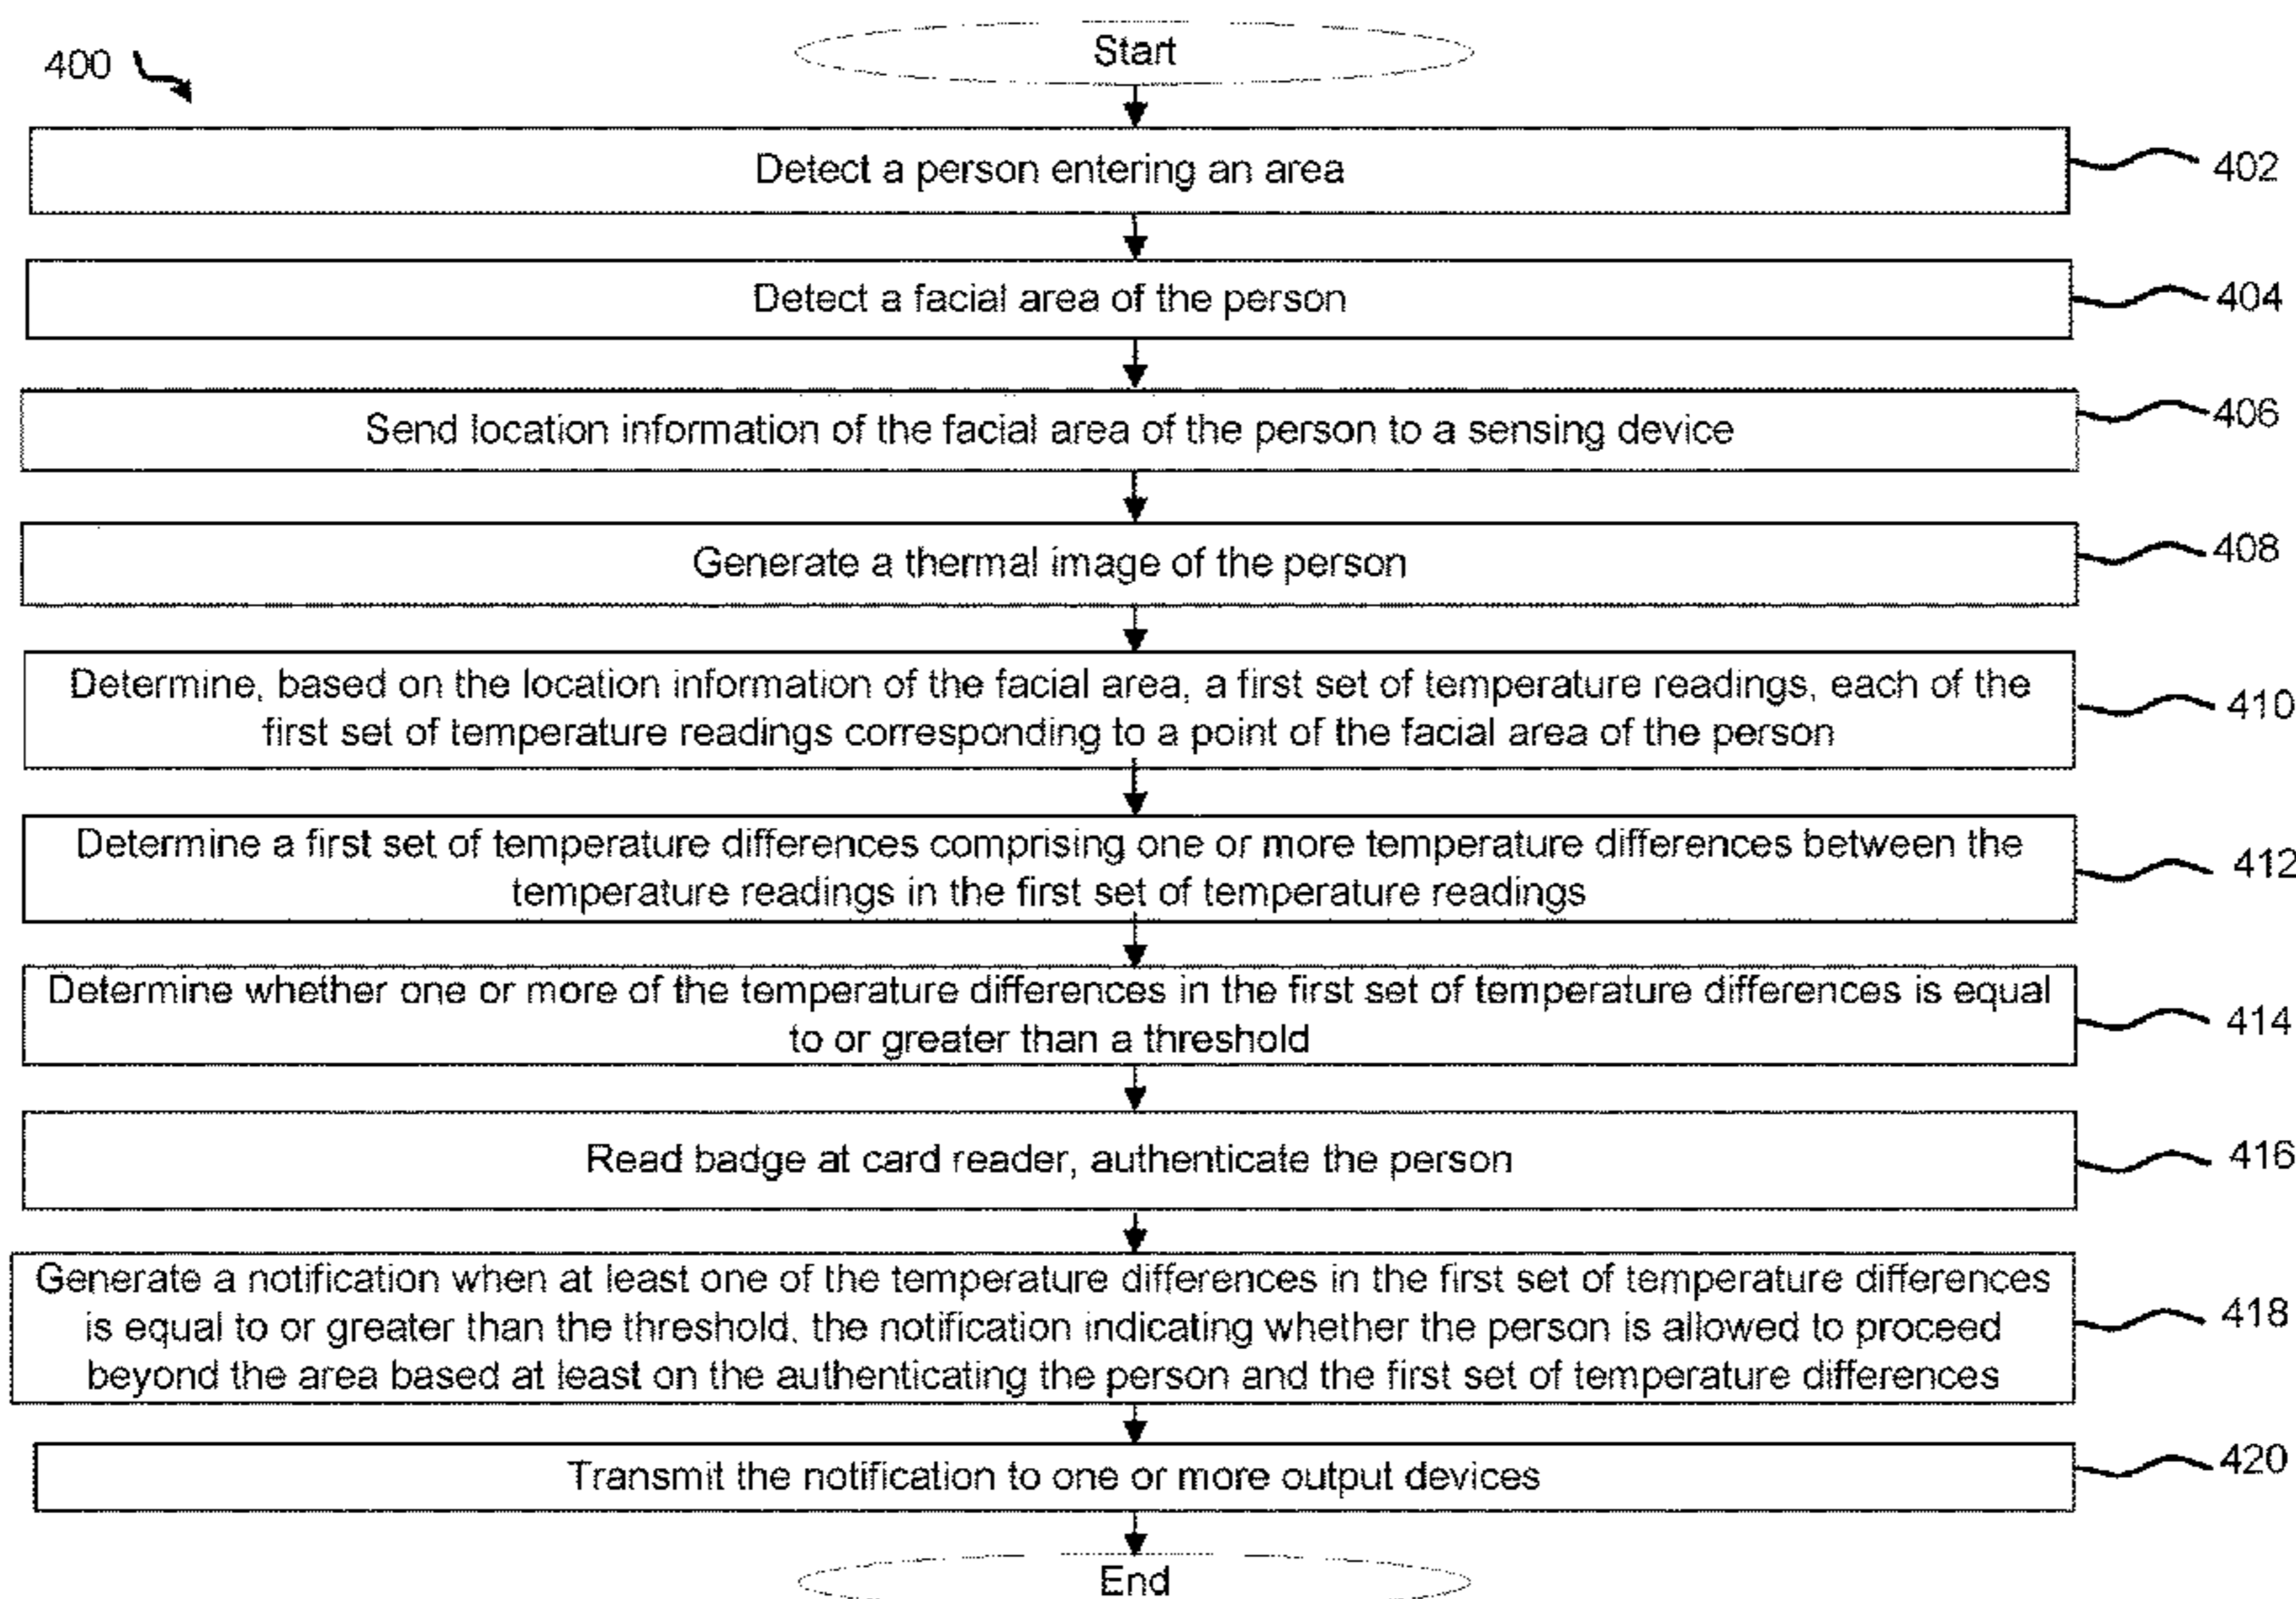 400
Start
Detect a person entering an area
402
Detect a facial area of the person
404
Send location information of the facial area of the person to a sensing device
406
Generate a thermal image of the person
408
Determine, based on the location information of the facial area, a first set of temperature readings, each of the
first set of temperature readings corresponding to a point of the facial area of the person
410
Determine a first set of temperature differences comprising one or more temperature differences between the
temperature readings in the first set of temperature readings
412
Determine whether one or more of the temperature differences in the first set of temperature differences is equal
to or greater than a threshold
414
Read badge at card reader, authenticate the person
416
Generate a notification when at least one of the temperature differences in the first set of temperature differences
is equal to or greater than the threshold, the notification indicating whether the person is allowed to proceed
beyond the area based at least on the authenticating the person and the first set of temperature differences
418
Transmit the notification to one or more output devices
420
End